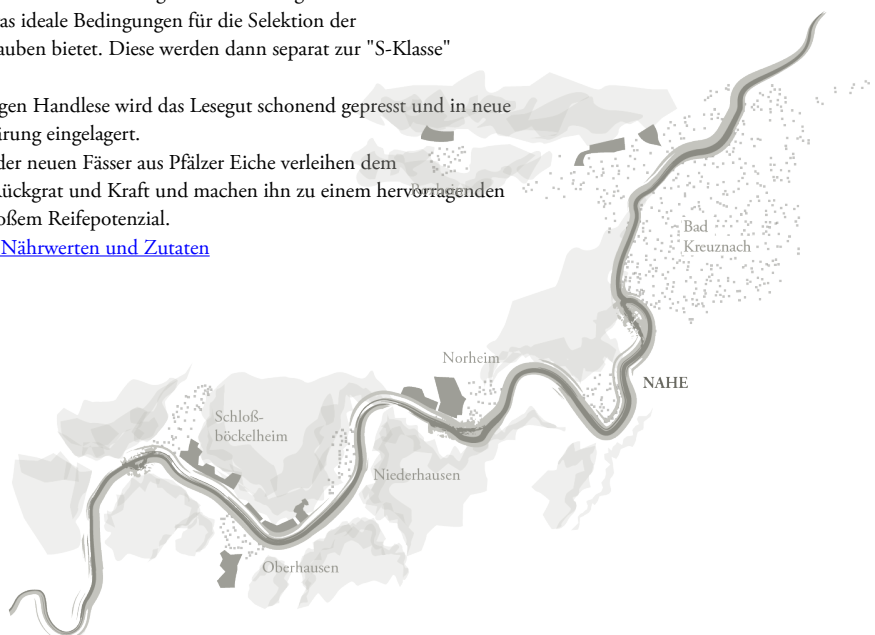 as ideale Bedingungen für die Selektion der
auben bietet. Diese werden dann separat zur "S-Klasse"
gen Handlese wird das Lesegut schonend gepresst und in neue
ärung eingelagert.
der neuen Fässer aus Pfälzer Eiche verleihen dem
ückgrat und Kraft und machen ihn zu einem hervorragenden
oßem Reifepotenzial.
Nährwerten und Zutaten
Bad
Kreuznach
Norheim
NAHE
Schloß-
böckelheim
Niederhausen
Oberhausen